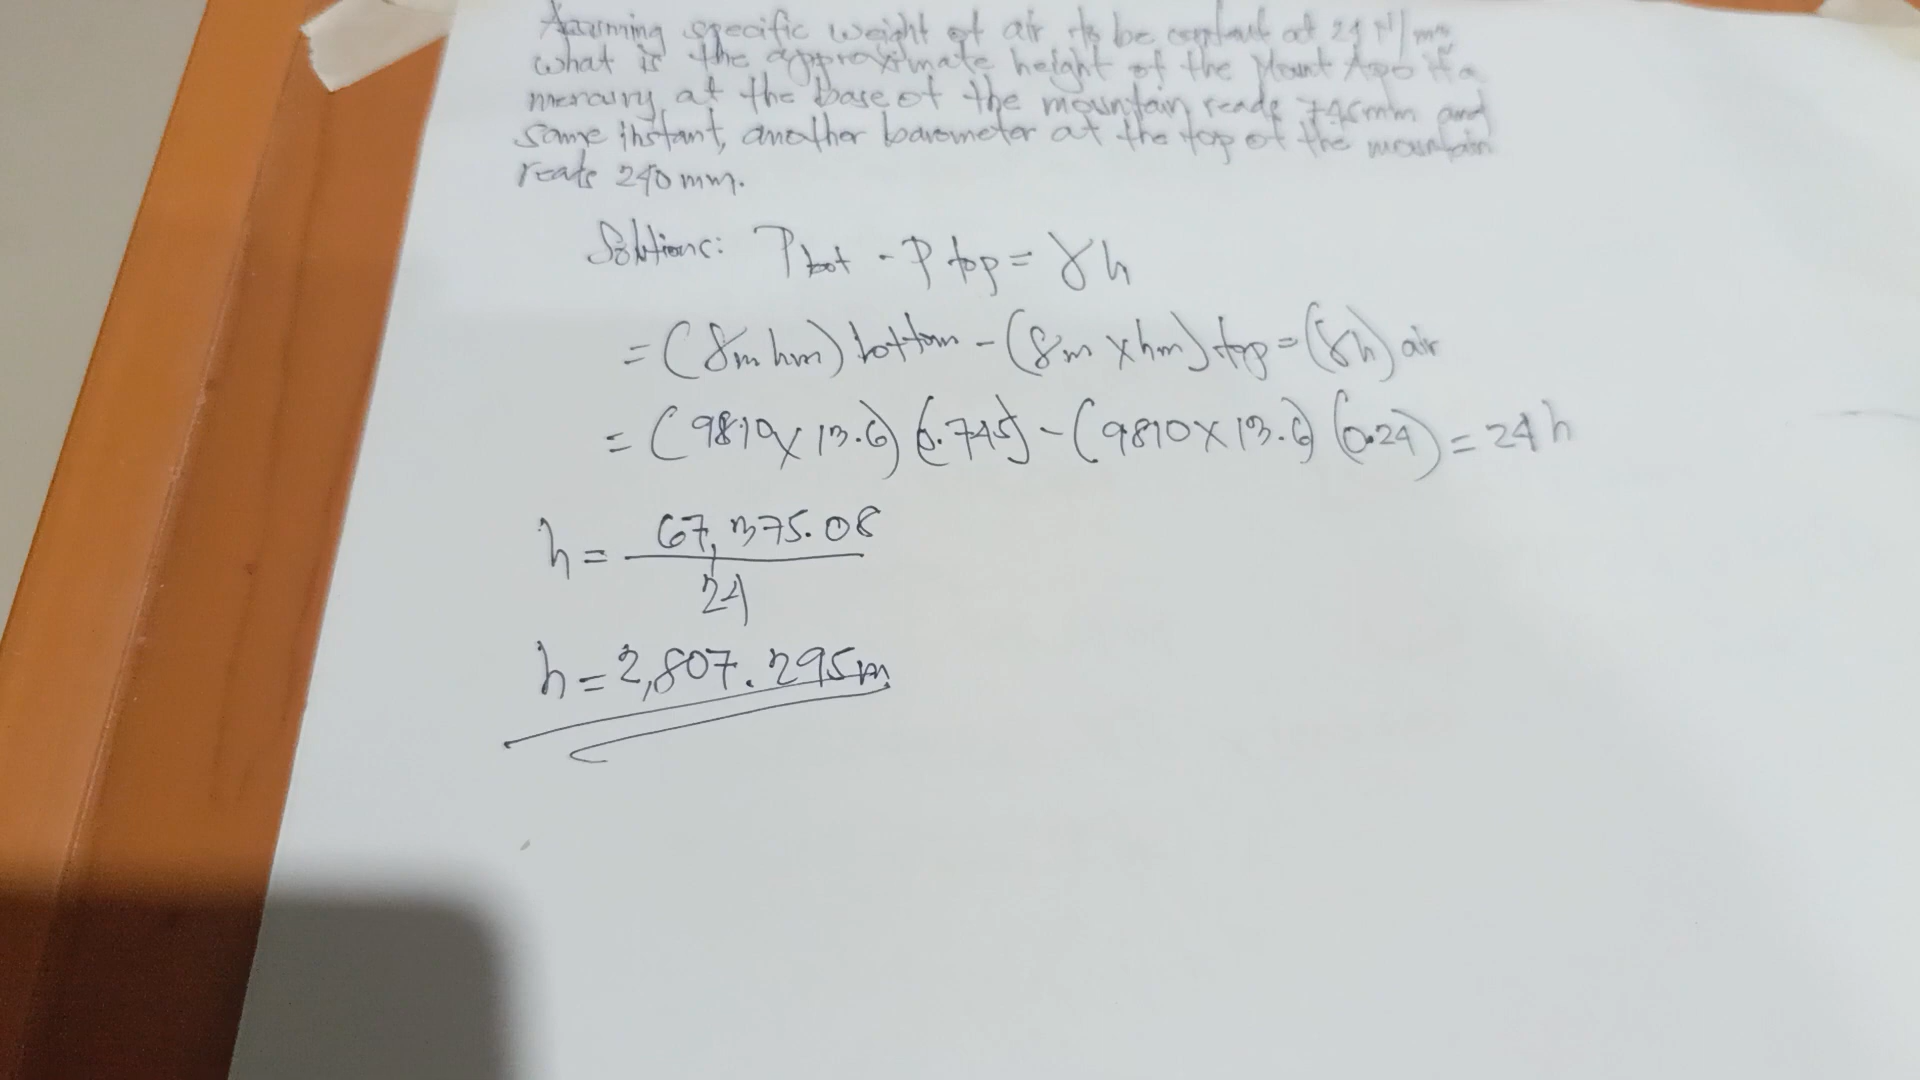 Assuming specific weight of air to be constant at 24 N/m³
what is the approximate height of the Mount Apo if a
mercury at the base of the mountain reads 745mm and
same instant, another barometer at the top of the mountain
reads 240 mm.
Solutions: Pbot - Ptop = γh
= (γm hm) bottom - (γm x hm) top = (γh) air
= (9810 x 13.6) (0.745) - (9810 x 13.6) (0.24) = 24 h
h = 67,375.08
24
h = 2,807.295m